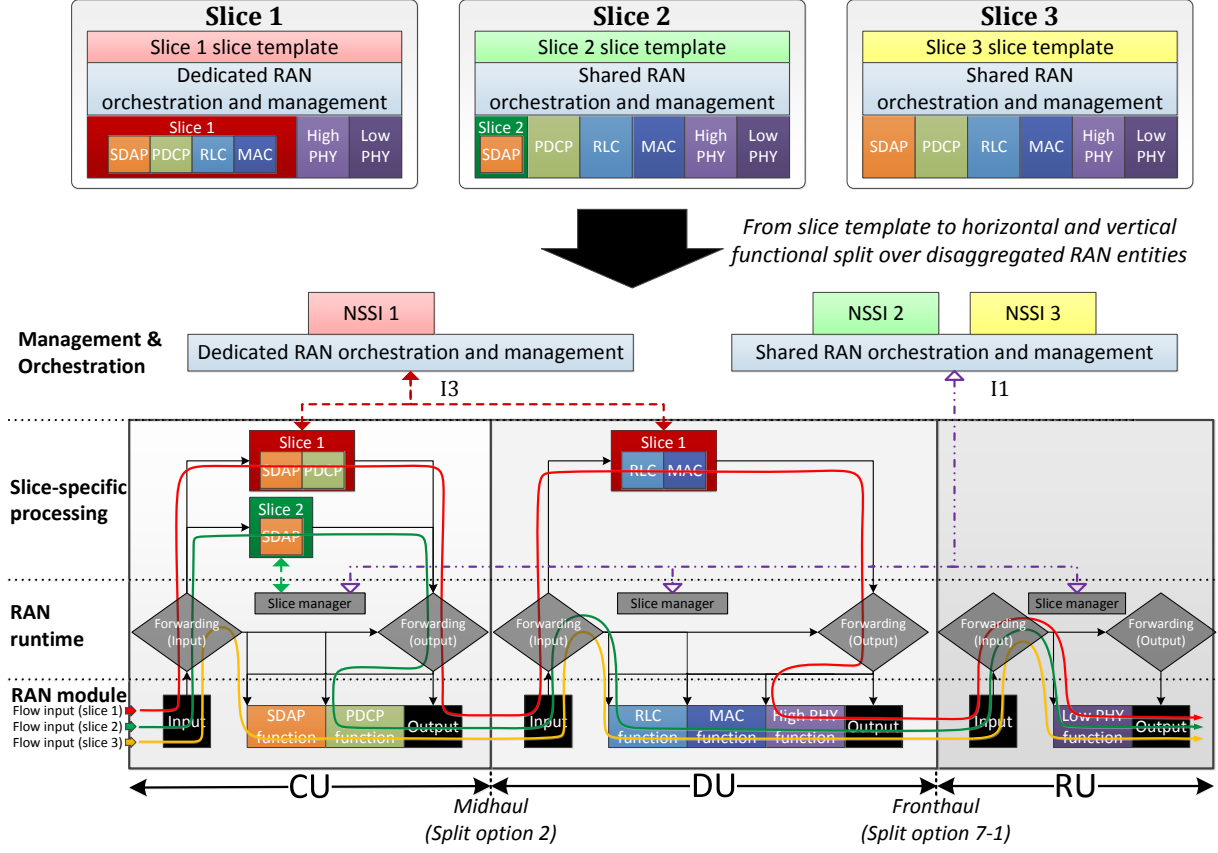 Slice 1
Slice 1 slice template
Dedicated RAN
orchestration and management
Slice 1
SDAP PDCP RLC MAC
High
PHY
Low
PHY
Slice 2
Slice 2 slice template
Shared RAN
orchestration and management
Slice 2
SDAP
PDCP
RLC
MAC
High
PHY
Low
PHY
Slice 3
Slice 3 slice template
Shared RAN
orchestration and management
SDAP
PDCP
RLC
MAC
High
PHY
Low
PHY
From slice template to horizontal and vertical
functional split over disaggregated RAN entities
Management &
Orchestration
NSSI 1
Dedicated RAN orchestration and management
NSSI 2
NSSI 3
Shared RAN orchestration and management
I3
I1
Slice-specific
processing
Slice 1
SDAP PDCP
Slice 2
SDAP
Slice 1
RLC MAC
RAN
runtime
Forwarding
(Input)
Slice manager
Forwarding
(output)
Forwarding
(Input)
Slice manager
Forwarding
(Output)
Forwarding
(Input)
Slice manager
Forwarding
(Output)
RAN module
Flow input (slice 1)
Flow input (slice 2)
Flow input (slice 3)
Input
SDAP
function
PDCP
function
Output
Input
RLC
function
MAC
function
High PHY
function
Output
Input
Low PHY
function
Output
CU
DU
RU
Midhaul
(Split option 2)
Fronthaul
(Split option 7-1)